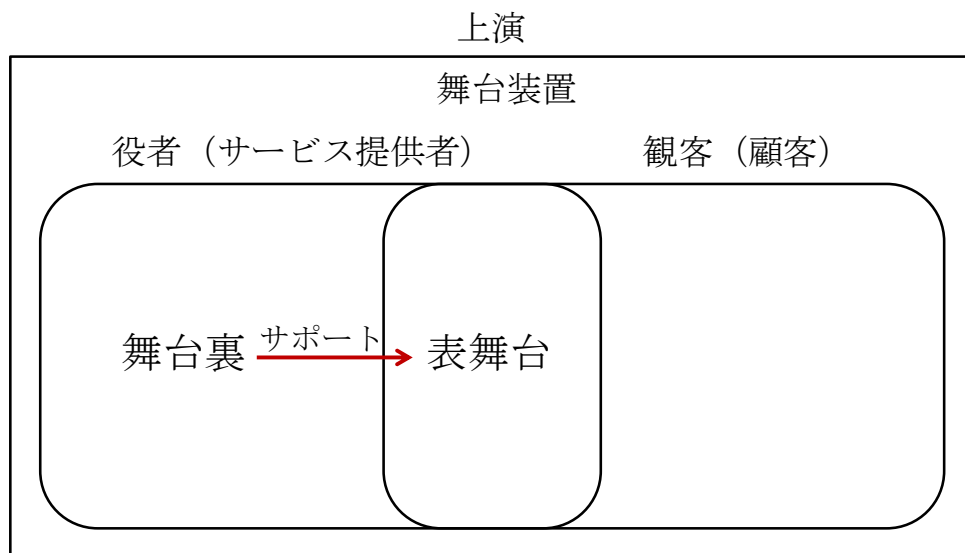 上演
舞台装置
役者（サービス提供者）
観客（顧客）
舞台裏
サポート
表舞台